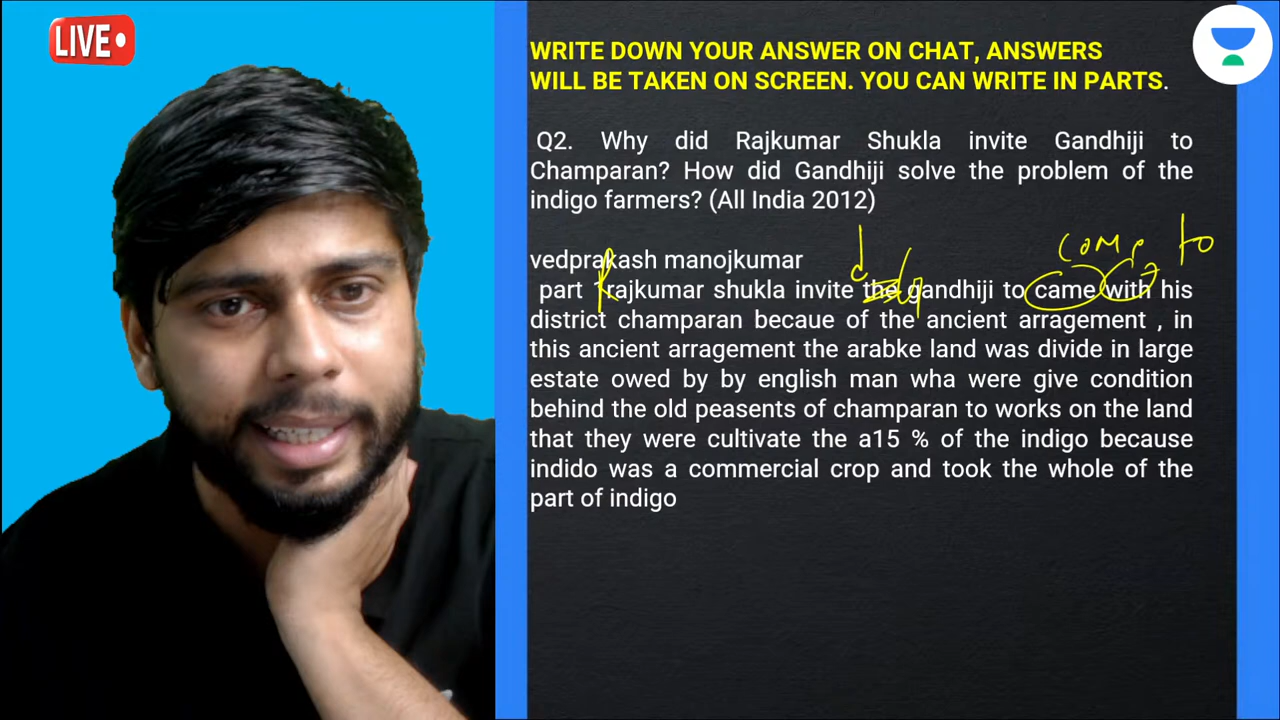 LIVE
WRITE DOWN YOUR ANSWER ON CHAT, ANSWERS
WILL BE TAKEN ON SCREEN. YOU CAN WRITE IN PARTS.
Q2. Why did Rajkumar Shukla invite Gandhiji to
Champaran? How did Gandhiji solve the problem of the
indigo farmers? (All India 2012)
come to
vedprakash manojkumar
part 1rajkumar shukla invite the gandhiji to came with his
district champaran becaue of the ancient arragement , in
this ancient arragement the arabke land was divide in large
estate owed by by english man wha were give condition
behind the old peasents of champaran to works on the land
that they were cultivate the a15 % of the indigo because
indido was a commercial crop and took the whole of the
part of indigo